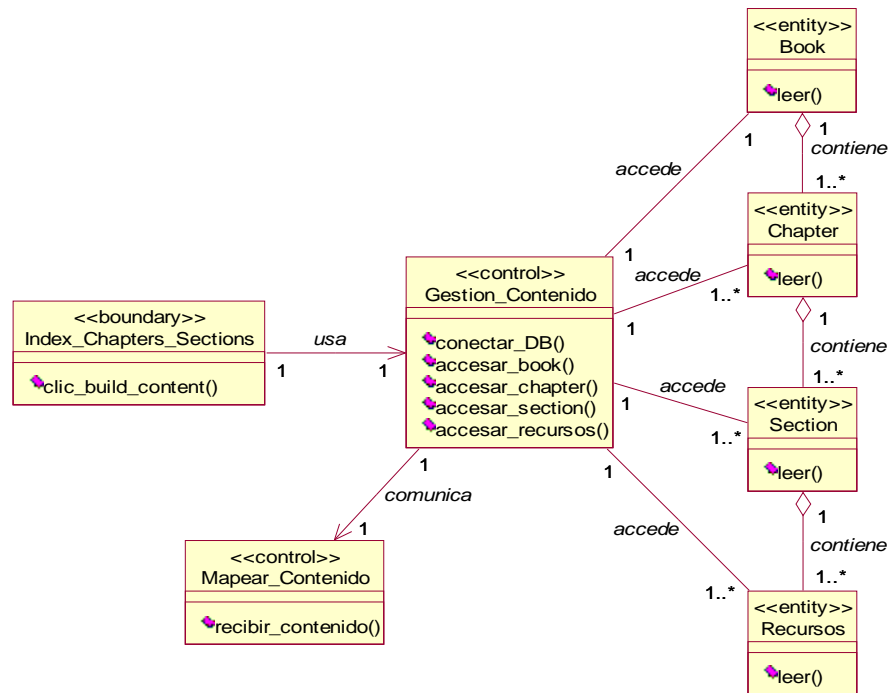 <<entity>>
Book
leer()
1
1
contiene
accede
1..*
<<entity>>
Chapter
leer()
1
<<control>>
Gestion_Contenido
conectar_DB()
accesar_book()
accesar_chapter()
accesar_section()
accesar_recursos()
accede
1..*
1
1
contiene
1..*
<<boundary>>
Index_Chapters_Sections
clic_build_content()
usa
1
1
accede
1
1..*
<<entity>>
Section
leer()
1
1
comunica
1
accede
1..*
1
contiene
1..*
<<control>>
Mapear_Contenido
recibir_contenido()
<<entity>>
Recursos
leer()